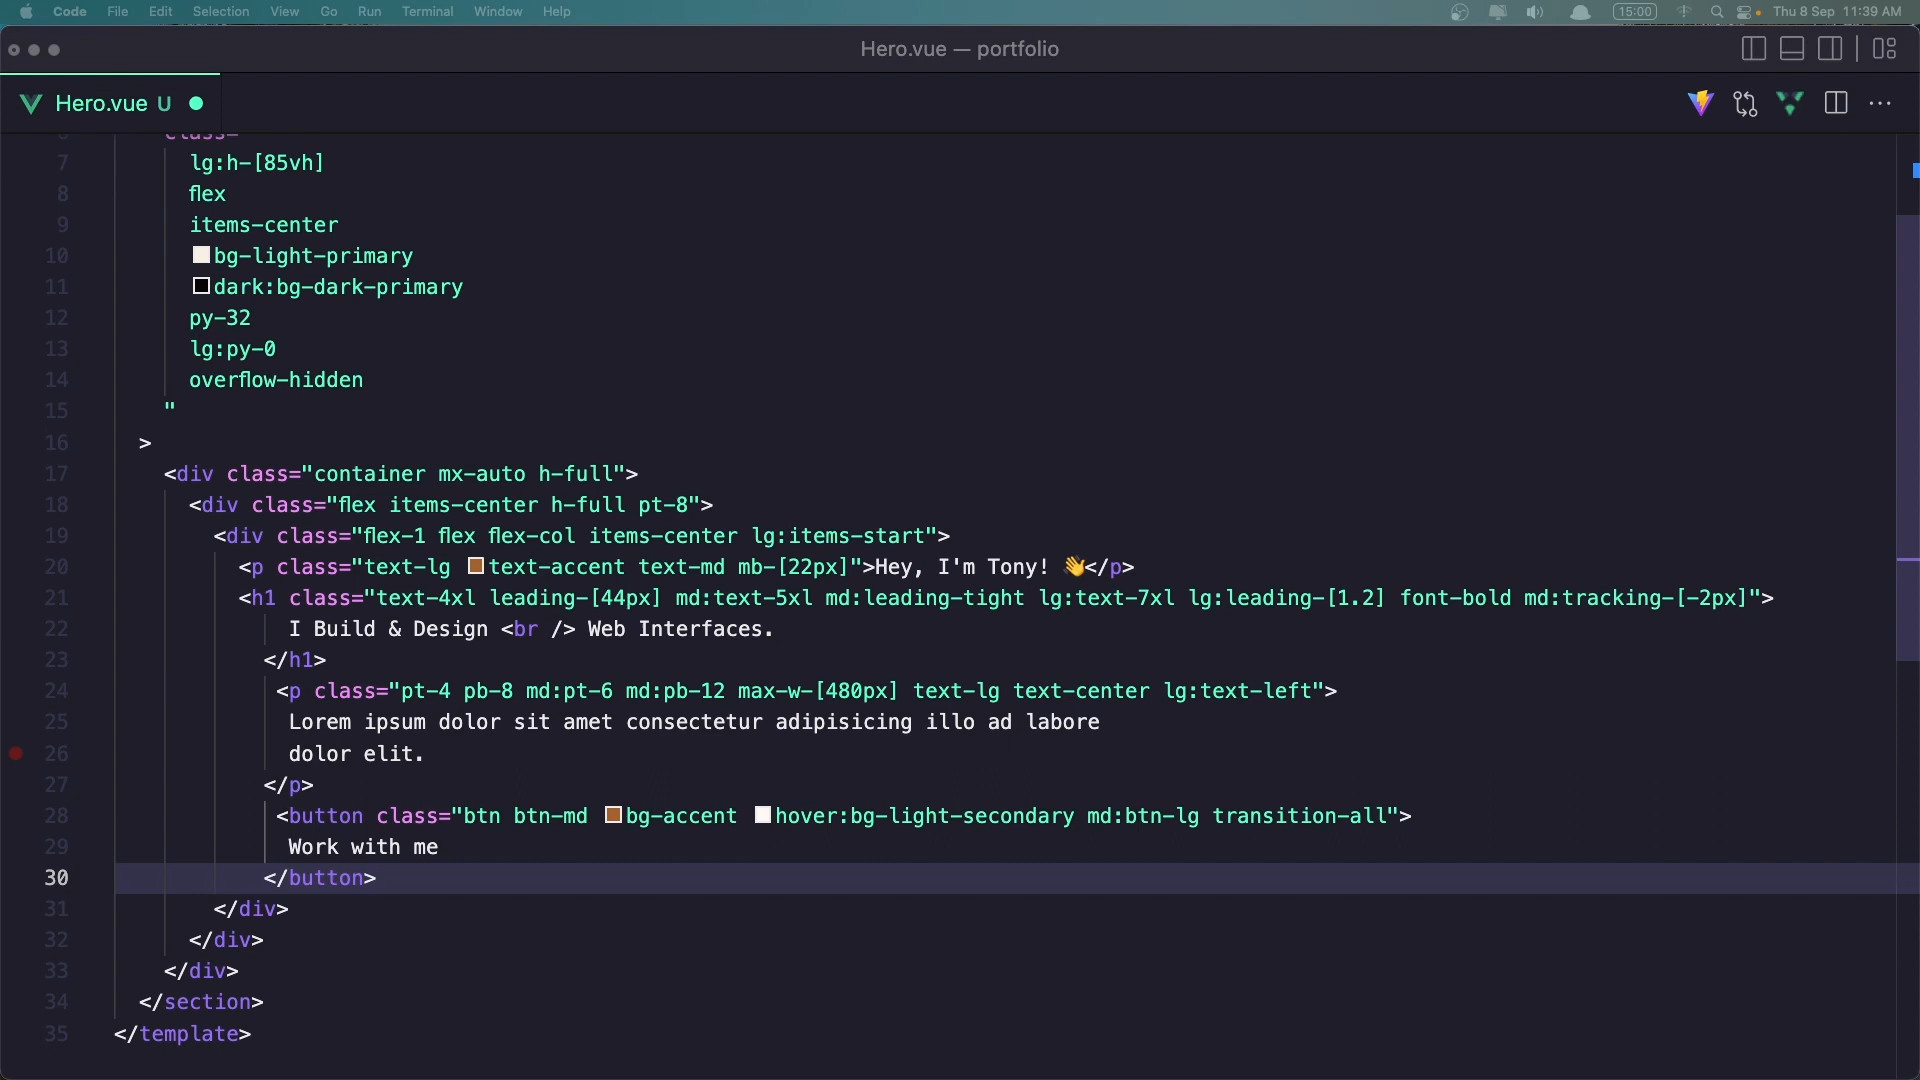 Code File Edit Selection View Go Run Terminal Window Help 15:00 Thu 8 Sep 11:39 AM
Hero.vue — portfolio
Hero.vue U
6 class="
7 lg:h-[85vh]
8 flex
9 items-center
10 bg-light-primary
11 dark:bg-dark-primary
12 py-32
13 lg:py-0
14 overflow-hidden
15 "
16 >
17 <div class="container mx-auto h-full">
18 <div class="flex items-center h-full pt-8">
19 <div class="flex-1 flex flex-col items-center lg:items-start">
20 <p class="text-lg text-accent text-md mb-[22px]">Hey, I'm Tony! 👋</p>
21 <h1 class="text-4xl leading-[44px] md:text-5xl md:leading-tight lg:text-7xl lg:leading-[1.2] font-bold md:tracking-[-2px]">
22 I Build & Design <br /> Web Interfaces.
23 </h1>
24 <p class="pt-4 pb-8 md:pt-6 md:pb-12 max-w-[480px] text-lg text-center lg:text-left">
25 Lorem ipsum dolor sit amet consectetur adipisicing illo ad labore
26 dolor elit.
27 </p>
28 <button class="btn btn-md bg-accent hover:bg-light-secondary md:btn-lg transition-all">
29 Work with me
30 </button>
31 </div>
32 </div>
33 </div>
34 </section>
35 </template>